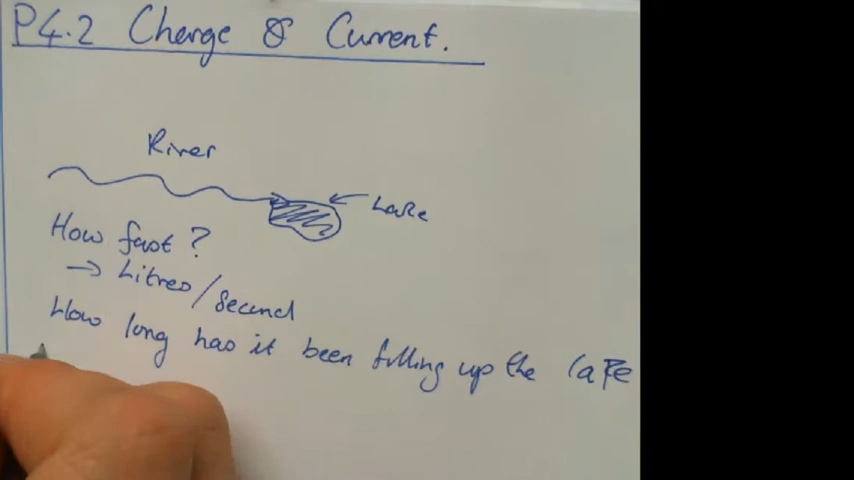 P4.2 Charge & Current.
River
Lake
How fast?
→ Litres/second
How long has it been filling up the lake